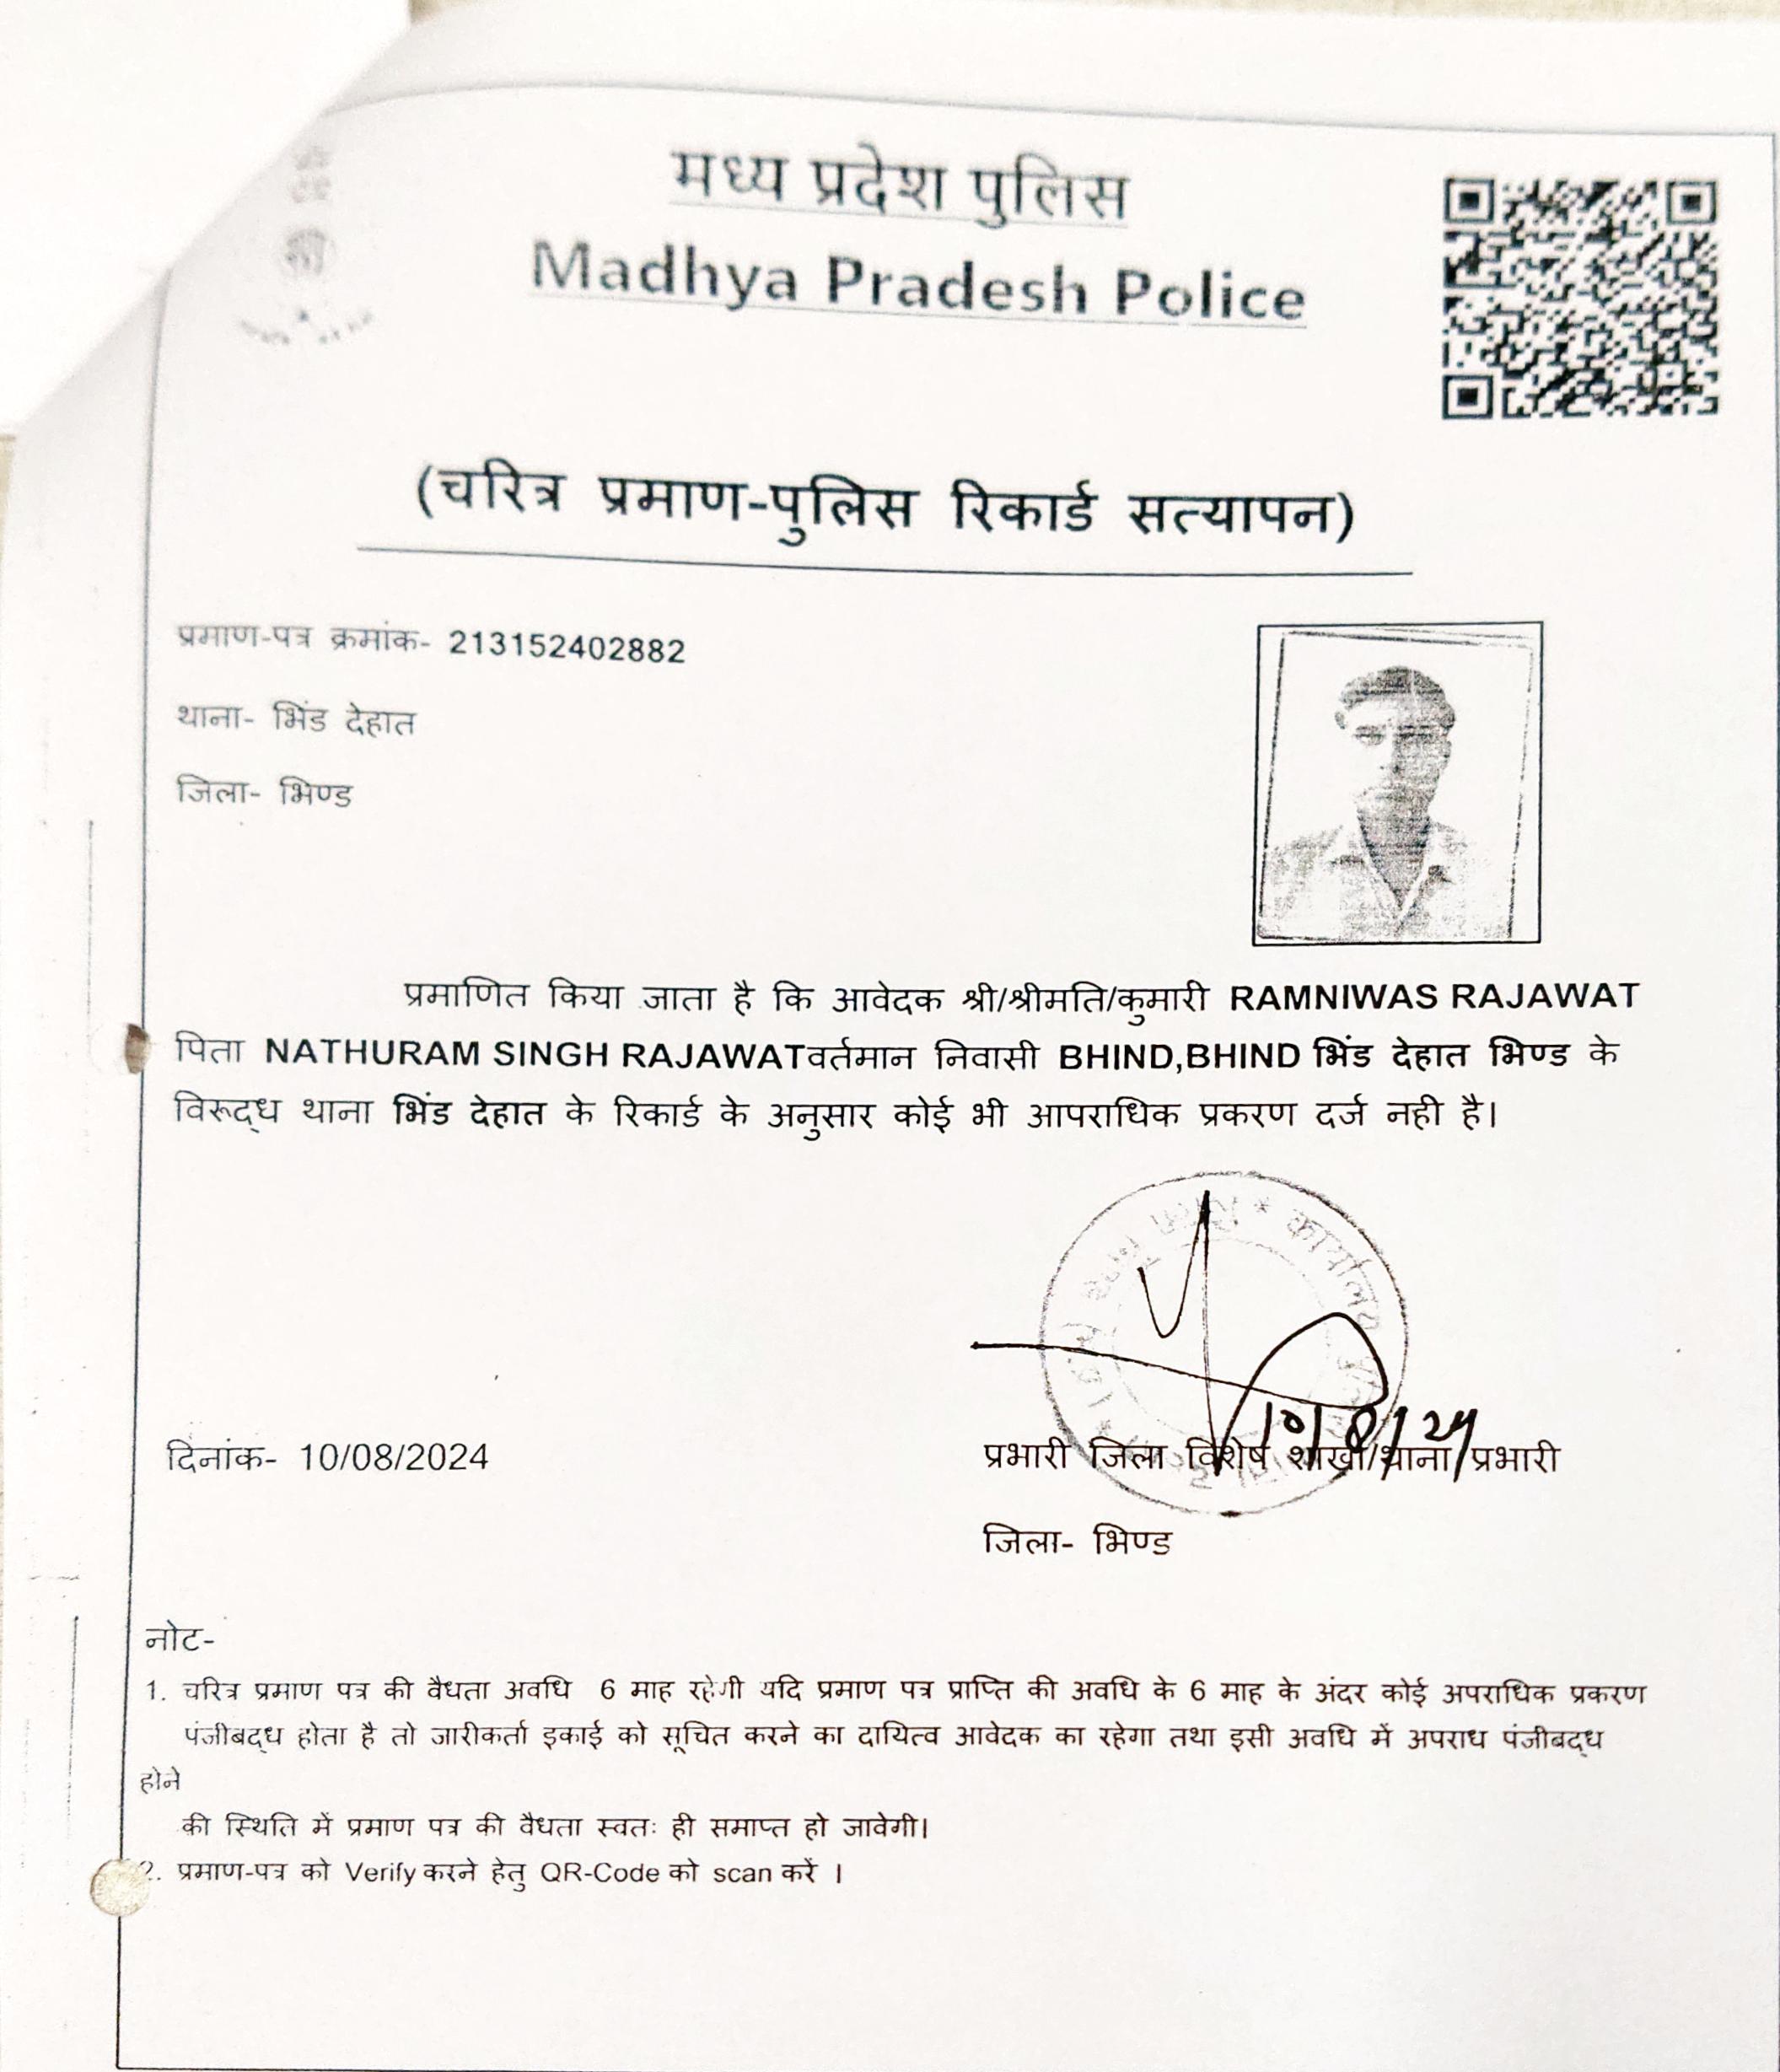 मध्य प्रदेश पुलिस
Madhya Pradesh Police
(चरित्र प्रमाण-पुलिस रिकार्ड सत्यापन)
प्रमाण-पत्र क्रमांक- 213152402882
थाना- भिंड देहात
जिला- भिण्ड
प्रमाणित किया जाता है कि आवेदक श्री/श्रीमति/कुमारी RAMNIWAS RAJAWAT
पिता NATHURAM SINGH RAJAWATवर्तमान निवासी BHIND,BHIND भिंड देहात भिण्ड के
विरूद्ध थाना भिंड देहात के रिकार्ड के अनुसार कोई भी आपराधिक प्रकरण दर्ज नही है।
कार्यालय
10/8/24
दिनांक- 10/08/2024
प्रभारी जिला विशेष शाखा/थाना प्रभारी
जिला- भिण्ड
नोट-
1. चरित्र प्रमाण पत्र की वैधता अवधि 6 माह रहेगी यदि प्रमाण पत्र प्राप्ति की अवधि के 6 माह के अंदर कोई अपराधिक प्रकरण
पंजीबद्ध होता है तो जारीकर्ता इकाई को सूचित करने का दायित्व आवेदक का रहेगा तथा इसी अवधि में अपराध पंजीबद्ध
होने
की स्थिति में प्रमाण पत्र की वैधता स्वतः ही समाप्त हो जावेगी।
2. प्रमाण-पत्र को Verify करने हेतु QR-Code को scan करें ।